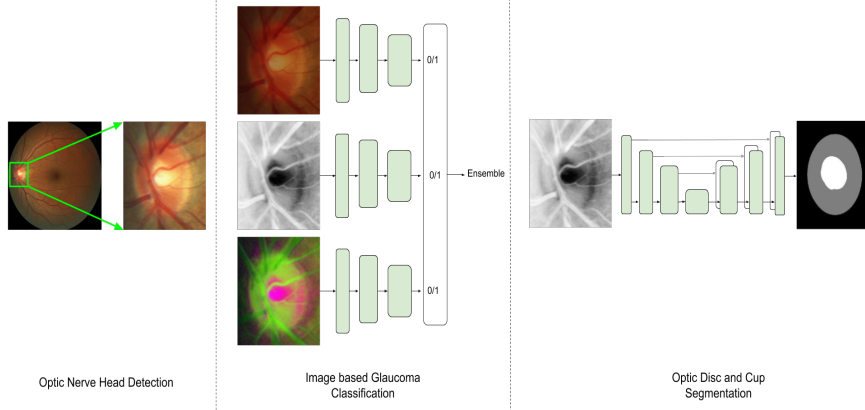 0/1
0/1
Ensemble
0/1
Optic Nerve Head Detection
Image based Glaucoma
Classification
Optic Disc and Cup
Segmentation